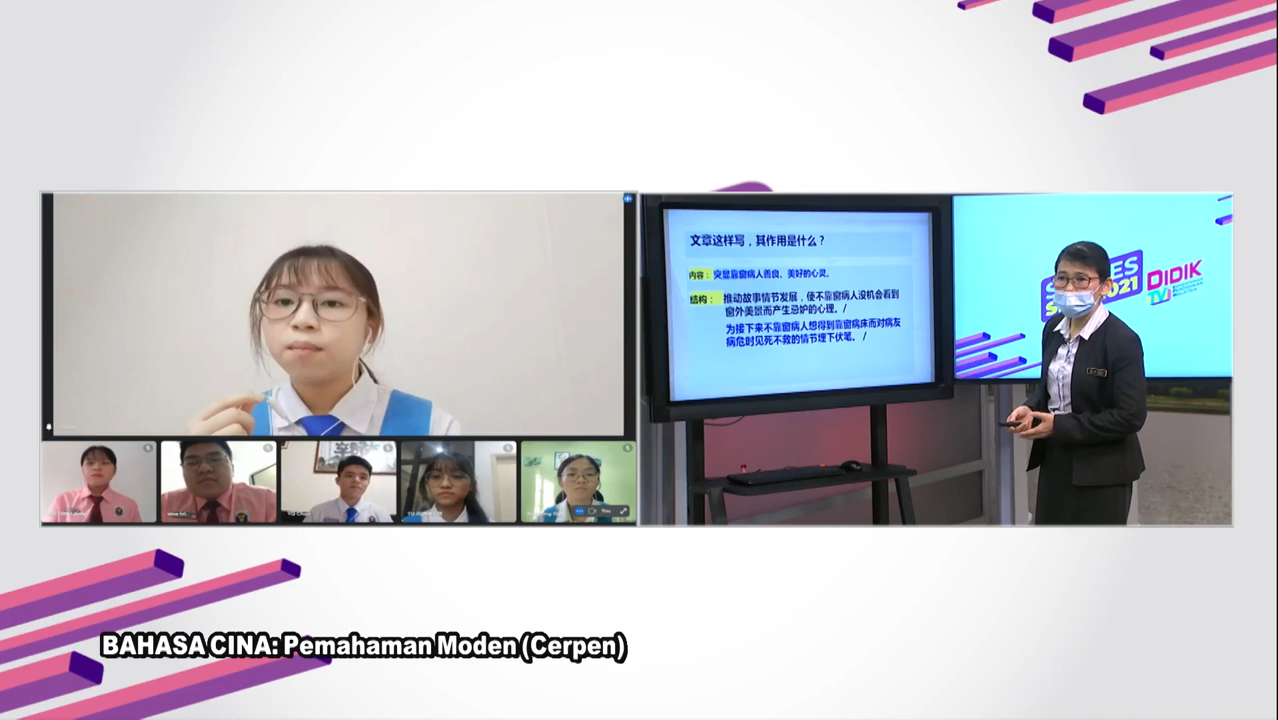 文章这样写，其作用是什么？
内容： 突显靠窗病人善良、美好的心灵。
结构： 推动故事情节发展，使不靠窗病人没机会看到
窗外美景而产生忌妒的心理。/
为接下来不靠窗病人想得到靠窗病床而对病友
病危时见死不救的情节埋下伏笔。 /
ES
2021
DIDIK
TV
You
BAHASA CINA: Pemahaman Moden (Cerpen)